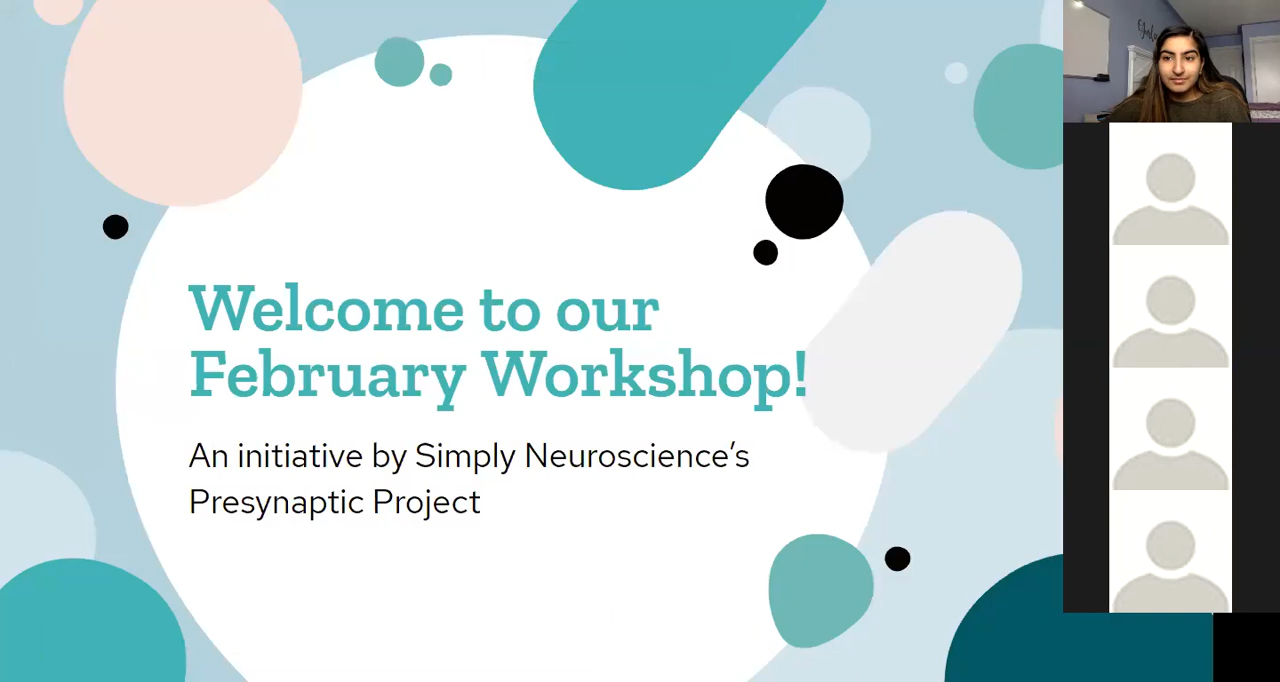 Welcome to our
February Workshop!
An initiative by Simply Neuroscience’s
Presynaptic Project